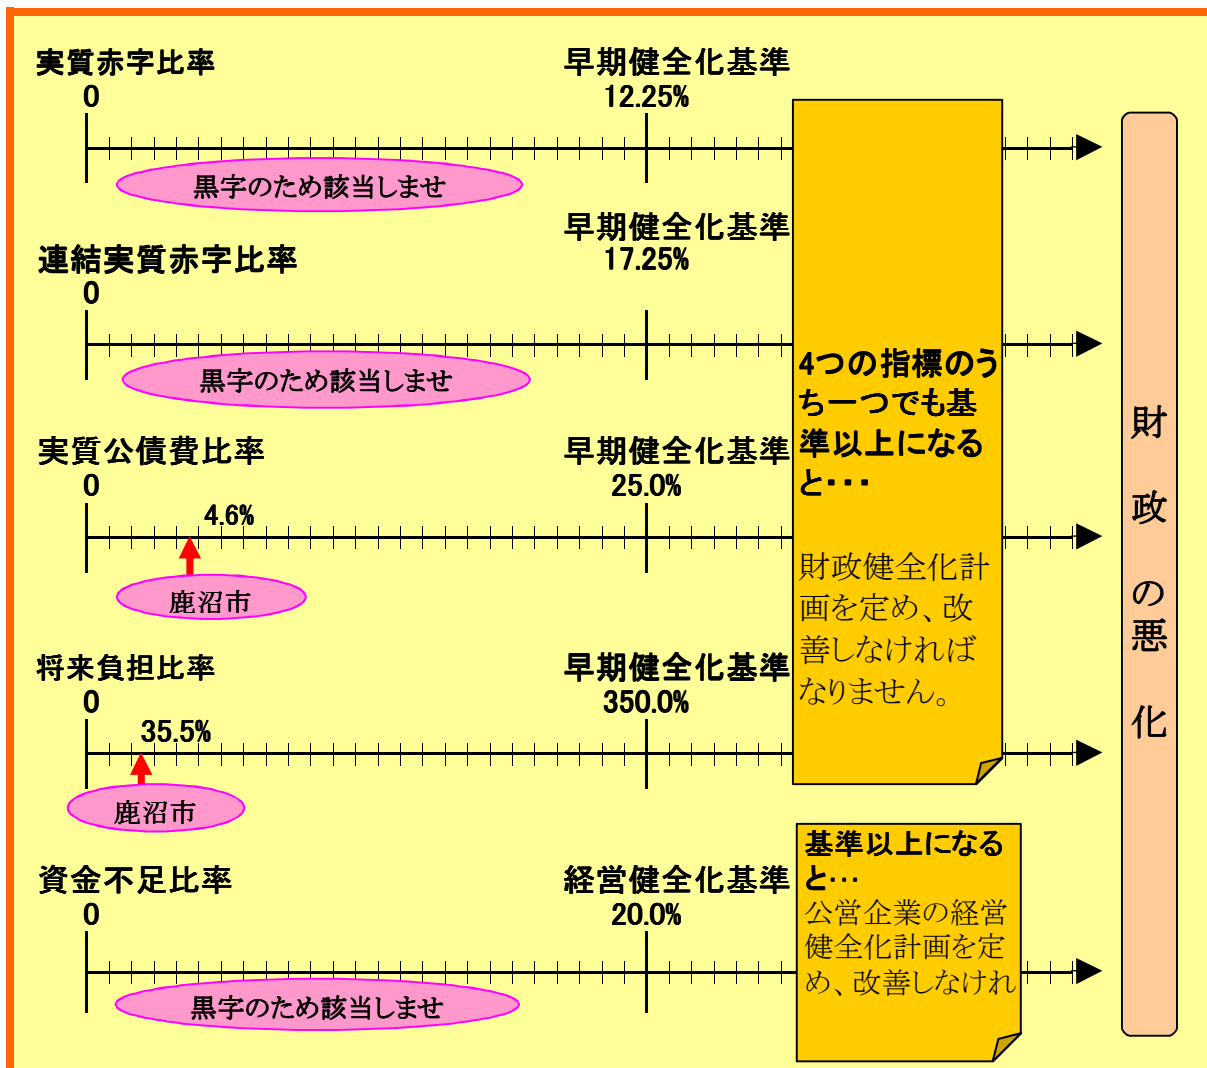 実質赤字比率
早期健全化基準
0
12.25%
黒字のため該当しませ
連結実質赤字比率
早期健全化基準
17.25%
0
黒字のため該当しませ
実質公債費比率
早期健全化基準
0
25.0%
4.6%
鹿沼市
将来負担比率
早期健全化基準
0
350.0%
35.5%
鹿沼市
資金不足比率
経営健全化基準
0
20.0%
黒字のため該当しませ
4つの指標のう
ち一つでも基
準以上になる
と・・・
財政健全化計
画を定め、改
善しなければ
なりません。
基準以上になる
と…
公営企業の経営
健全化計画を定
め、改善しなけれ
財政の悪化